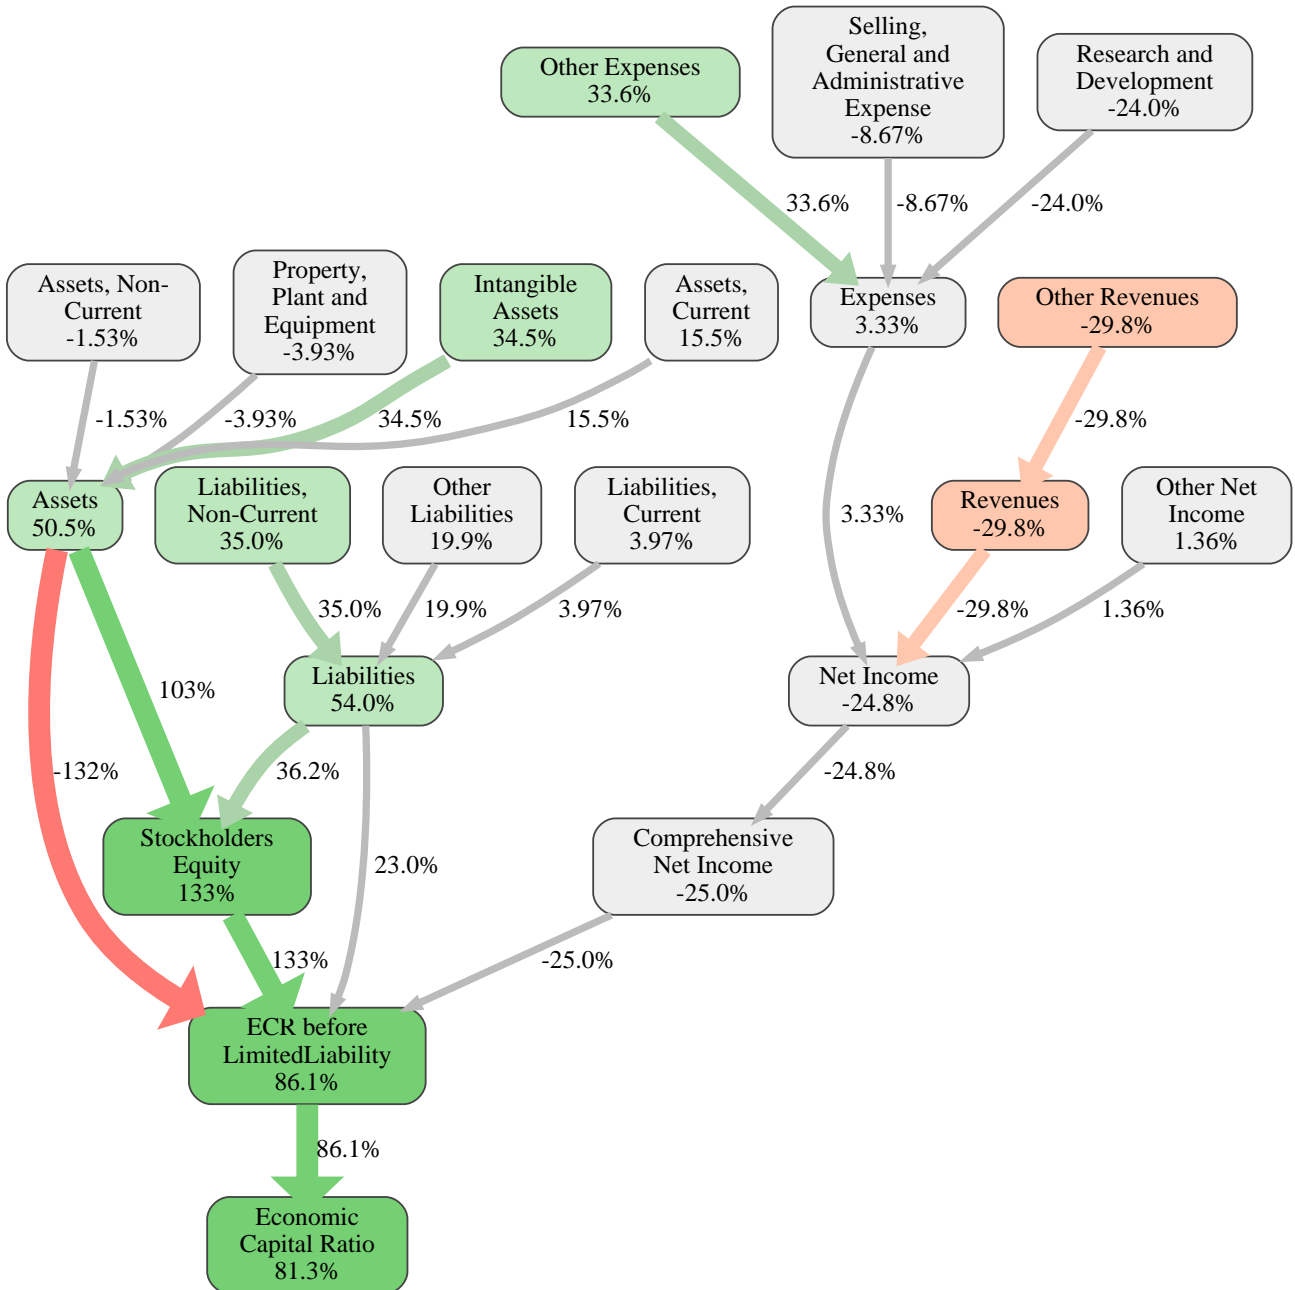 Selling,
General and
Administrative
Expense
-8.67%
Other Expenses
33.6%
Research and
Development
-24.0%
33.6%
-8.67%
-24.0%
Assets, Non-
Current
-1.53%
Property,
Plant and
Equipment
-3.93%
Intangible
Assets
34.5%
Assets,
Current
15.5%
Expenses
3.33%
Other Revenues
-29.8%
-1.53%
-3.93%
34.5%
15.5%
-29.8%
Assets
50.5%
Liabilities,
Non-Current
35.0%
Other
Liabilities
19.9%
Liabilities,
Current
3.97%
3.33%
Revenues
-29.8%
Other Net
Income
1.36%
35.0%
19.9%
3.97%
-29.8%
1.36%
103%
Liabilities
54.0%
Net Income
-24.8%
-132%
36.2%
-24.8%
Stockholders
Equity
133%
23.0%
Comprehensive
Net Income
-25.0%
133%
-25.0%
ECR before
LimitedLiability
86.1%
86.1%
Economic
Capital Ratio
81.3%